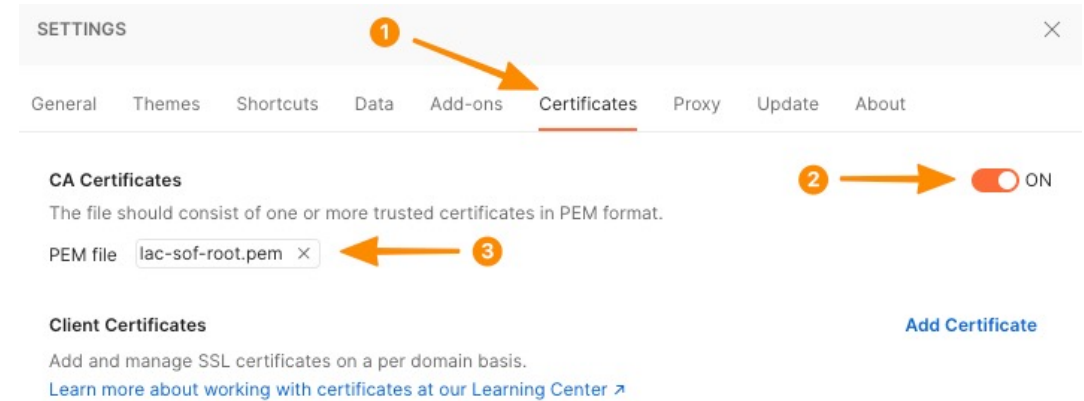 SETTINGS
1
General Themes Shortcuts Data Add-ons Certificates Proxy Update About
CA Certificates 2 ON
The file should consist of one or more trusted certificates in PEM format.
PEM file lac-sof-root.pem × 3
Client Certificates Add Certificate
Add and manage SSL certificates on a per domain basis.
Learn more about working with certificates at our Learning Center ↗